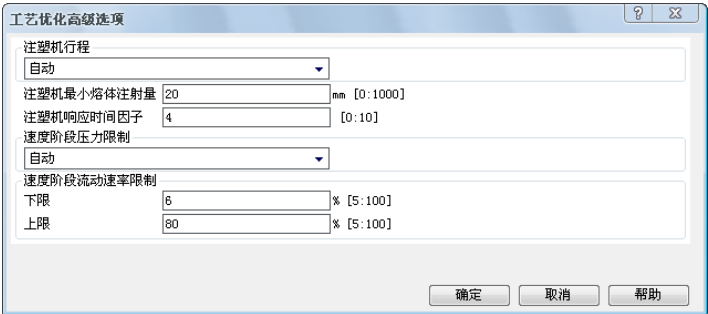 工艺优化高级选项
注塑机行程
自动
注塑机最小熔体注射量 20 mm [0:1000]
注塑机响应时间因子 4 [0:10]
速度阶段压力限制
自动
速度阶段流动速率限制
下限 6 % [5:100]
上限 80 % [5:100]
确定 取消 帮助